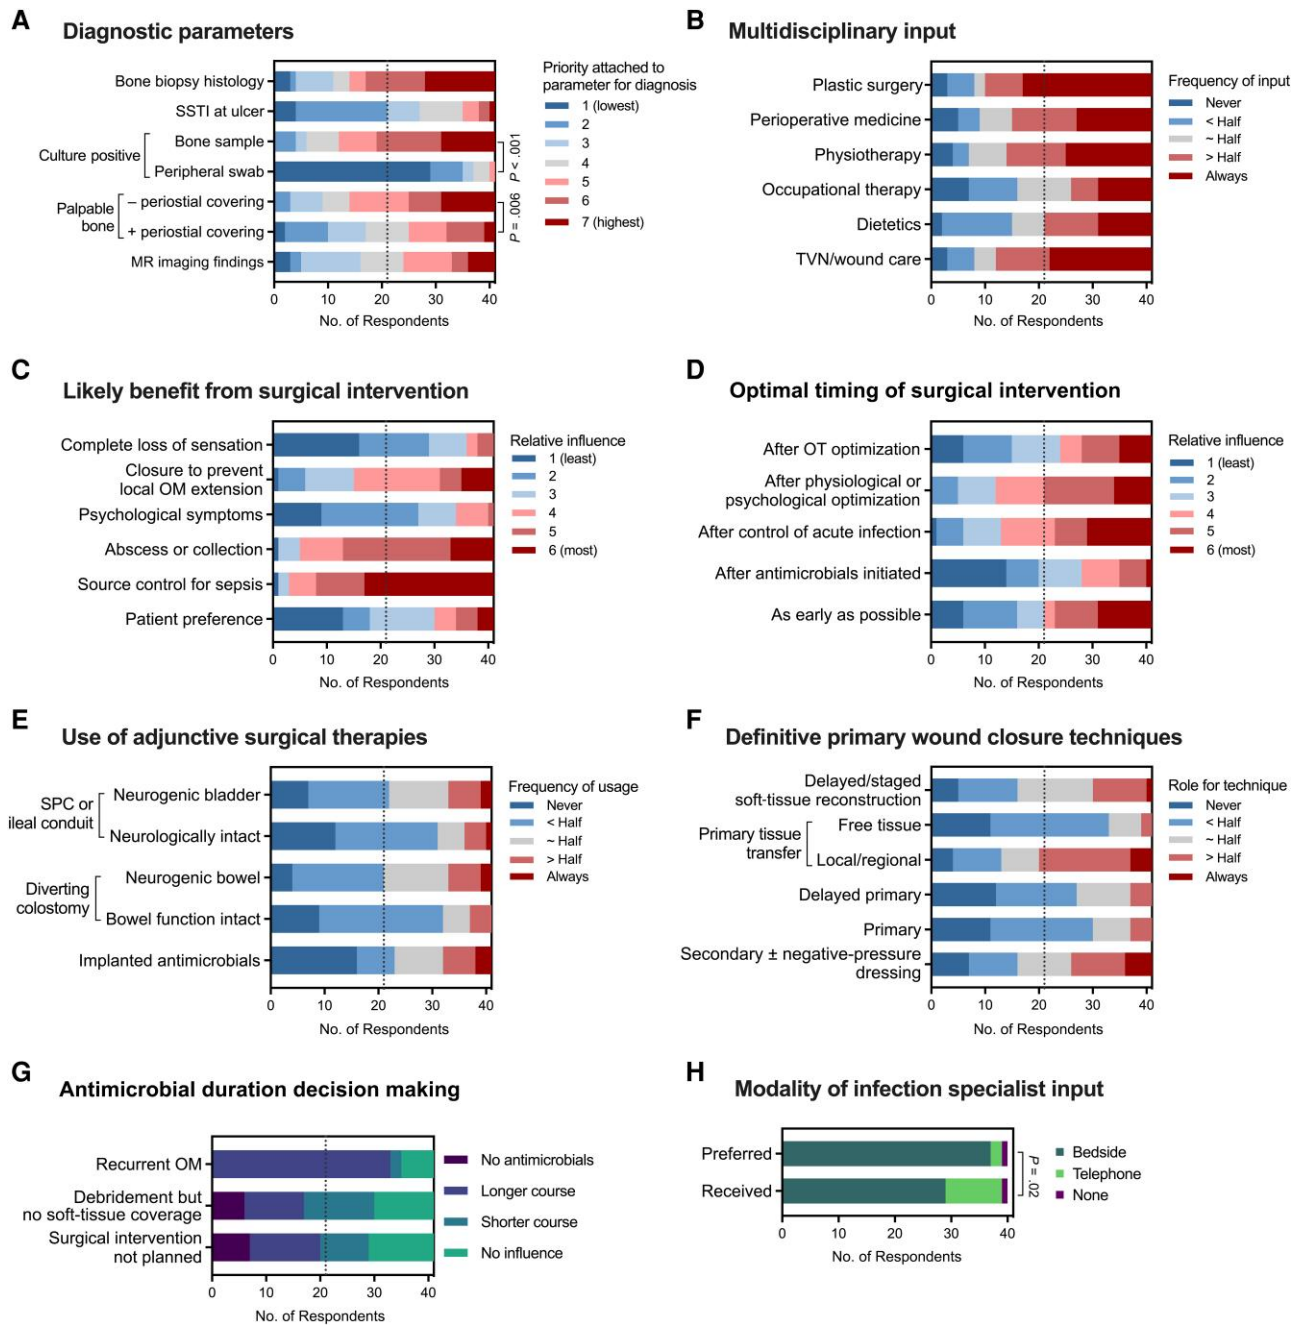 A
Diagnostic parameters
Bone biopsy histology
SSTI at ulcer
Culture positive
Bone sample
Peripheral swab
Palpable
bone
– periostial covering
+ periostial covering
MR imaging findings
P < .001
P = .006
0 10 20 30 40
No. of Respondents
Priority attached to
parameter for diagnosis
1 (lowest)
2
3
4
5
6
7 (highest)
B
Multidisciplinary input
Plastic surgery
Perioperative medicine
Physiotherapy
Occupational therapy
Dietetics
TVN/wound care
0 10 20 30 40
No. of Respondents
Frequency of input
Never
< Half
~ Half
> Half
Always
C
Likely benefit from surgical intervention
Complete loss of sensation
Closure to prevent
local OM extension
Psychological symptoms
Abscess or collection
Source control for sepsis
Patient preference
0 10 20 30 40
No. of Respondents
Relative influence
1 (least)
2
3
4
5
6 (most)
D
Optimal timing of surgical intervention
After OT optimization
After physiological or
psychological optimization
After control of acute infection
After antimicrobials initiated
As early as possible
0 10 20 30 40
No. of Respondents
Relative influence
1 (least)
2
3
4
5
6 (most)
E
Use of adjunctive surgical therapies
SPC or
ileal conduit
Neurogenic bladder
Neurologically intact
Diverting
colostomy
Neurogenic bowel
Bowel function intact
Implanted antimicrobials
0 10 20 30 40
No. of Respondents
Frequency of usage
Never
< Half
~ Half
> Half
Always
F
Definitive primary wound closure techniques
Delayed/staged
soft-tissue reconstruction
Primary tissue
transfer
Free tissue
Local/regional
Delayed primary
Primary
Secondary ± negative-pressure
dressing
0 10 20 30 40
No. of Respondents
Role for technique
Never
< Half
~ Half
> Half
Always
G
Antimicrobial duration decision making
Recurrent OM
Debridement but
no soft-tissue coverage
Surgical intervention
not planned
0 10 20 30 40
No. of Respondents
No antimicrobials
Longer course
Shorter course
No influence
H
Modality of infection specialist input
Preferred
Received
P = .02
0 10 20 30 40
No. of Respondents
Bedside
Telephone
None